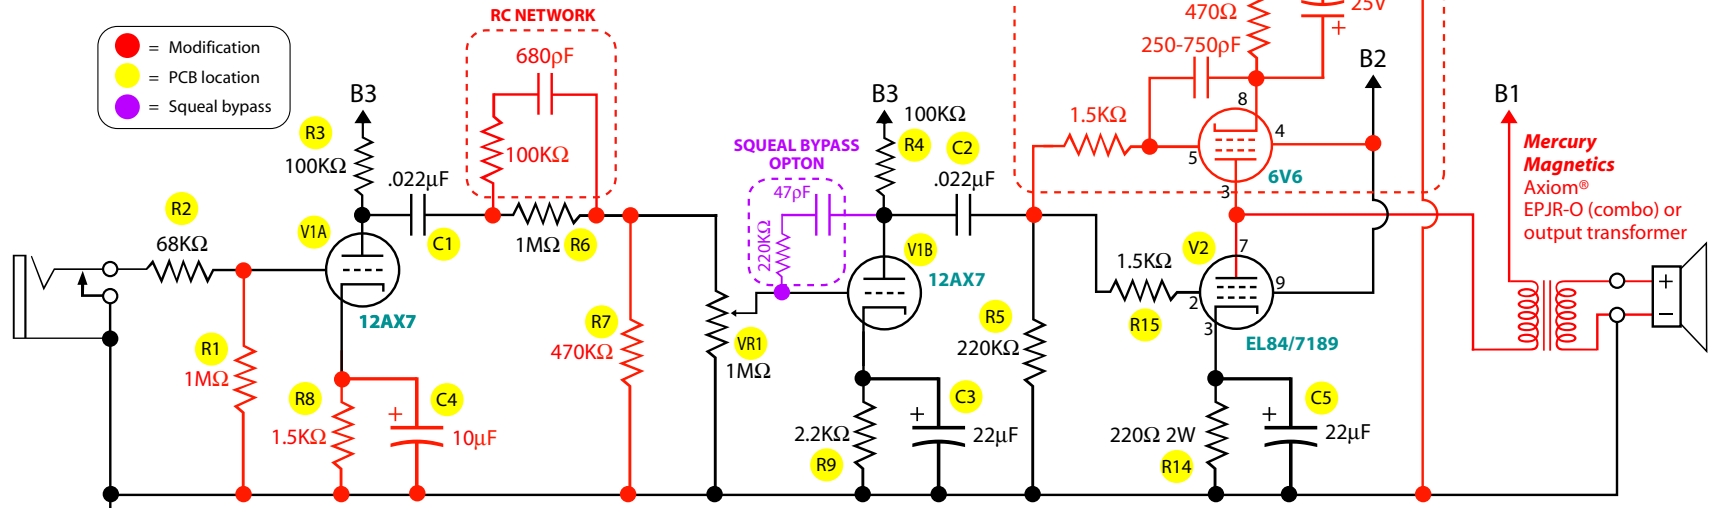 RC NETWORK
= Modification
= PCB location
= Squeal bypass
680pF
100KΩ
B3
R3
100KΩ
.022µF
C1
R2
68KΩ
V1A
12AX7
1MΩ
R6
R1
1MΩ
R8
1.5KΩ
+
C4
10µF
R7
470KΩ
SQUEAL BYPASS
OPTON
47pF
220KΩ
VR1
1MΩ
B3
100KΩ
R4
C2
.022µF
V1B
12AX7
R5
220KΩ
2.2KΩ
R9
+
C3
22µF
470Ω
25V
+
250-750pF
1.5KΩ
8
4
5
3
6V6
B2
V2
7
1.5KΩ
2
9
3
R15
EL84/7189
220Ω 2W
R14
+
C5
22µF
B1
Mercury
Magnetics
Axiom®
EPJR-O (combo) or
output transformer
+
−